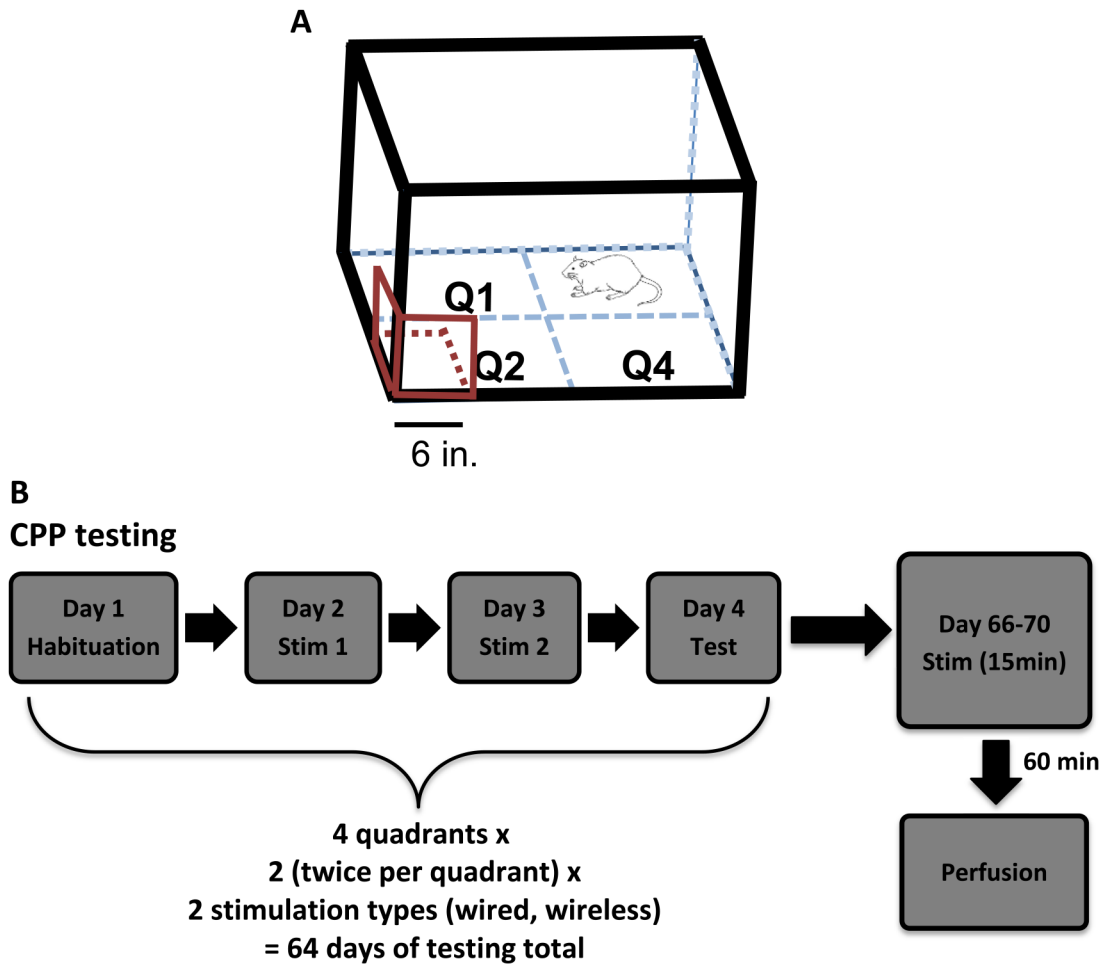 A
Q1
Q2
Q4
6 in.
B
CPP testing
Day 1
Habituation
Day 2
Stim 1
Day 3
Stim 2
Day 4
Test
Day 66-70
Stim (15min)
60 min
Perfusion
4 quadrants x
2 (twice per quadrant) x
2 stimulation types (wired, wireless)
= 64 days of testing total